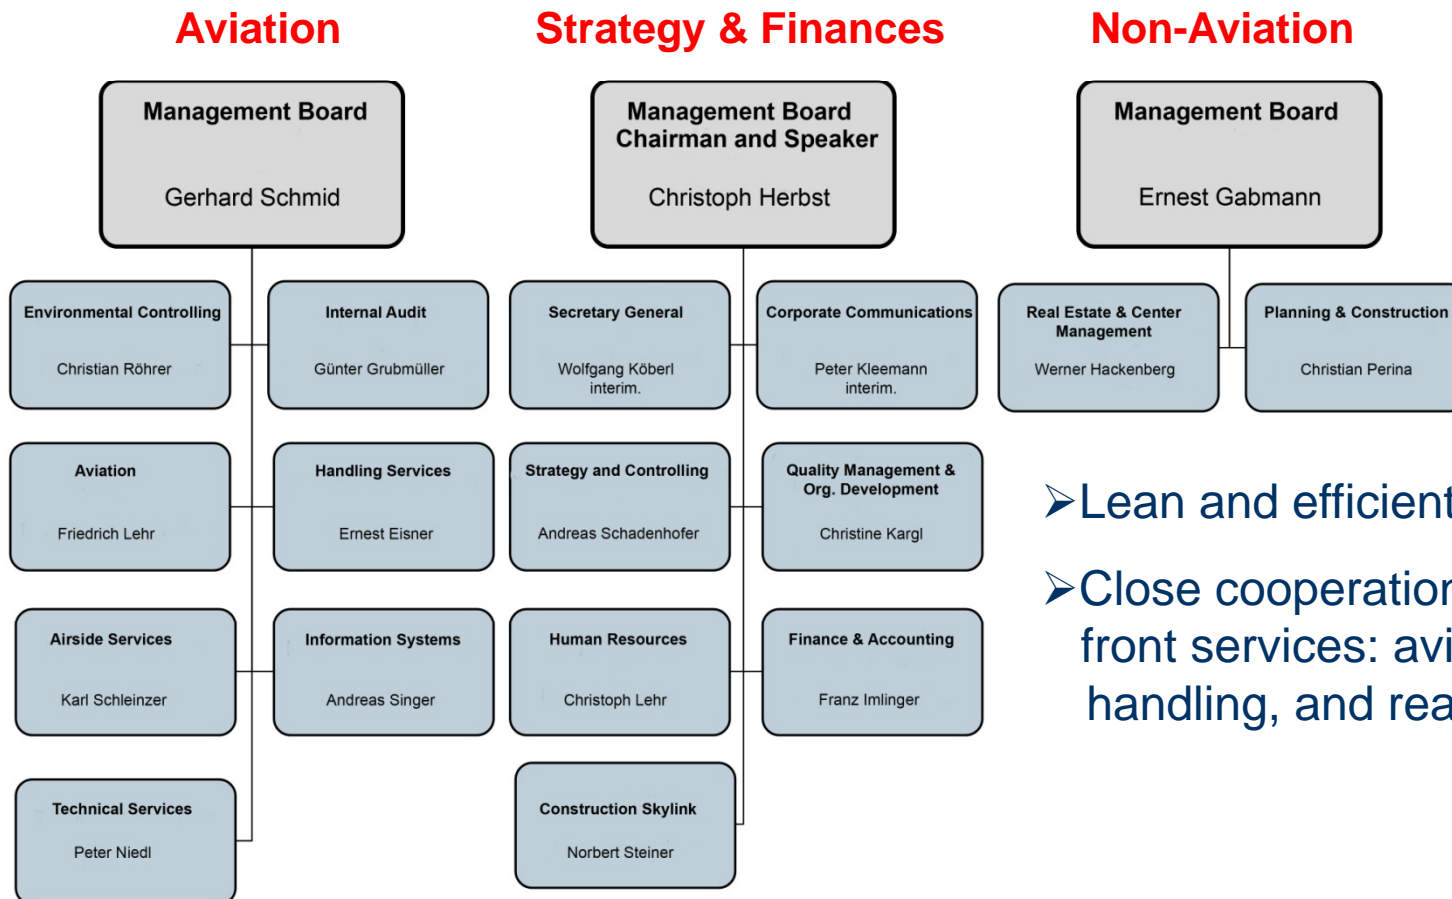 Aviation
Strategy & Finances
Non-Aviation
Management Board
Gerhard Schmid
Management Board
Chairman and Speaker
Christoph Herbst
Management Board
Ernest Gabmann
Environmental Controlling
Christian Röhrer
Internal Audit
Günter Grubmüller
Secretary General
Wolfgang Köberl
interim.
Corporate Communications
Peter Kleemann
interim.
Real Estate & Center
Management
Werner Hackenberg
Planning & Construction
Christian Perina
Aviation
Friedrich Lehr
Handling Services
Ernest Eisner
Strategy and Controlling
Andreas Schadenhofer
Quality Management &
Org. Development
Christine Kargl
Airside Services
Karl Schleinzer
Information Systems
Andreas Singer
Human Resources
Christoph Lehr
Finance & Accounting
Franz Imlinger
Technical Services
Peter Niedl
Construction Skylink
Norbert Steiner
➢Lean and efficient
➢Close cooperation
front services: avi
handling, and rea